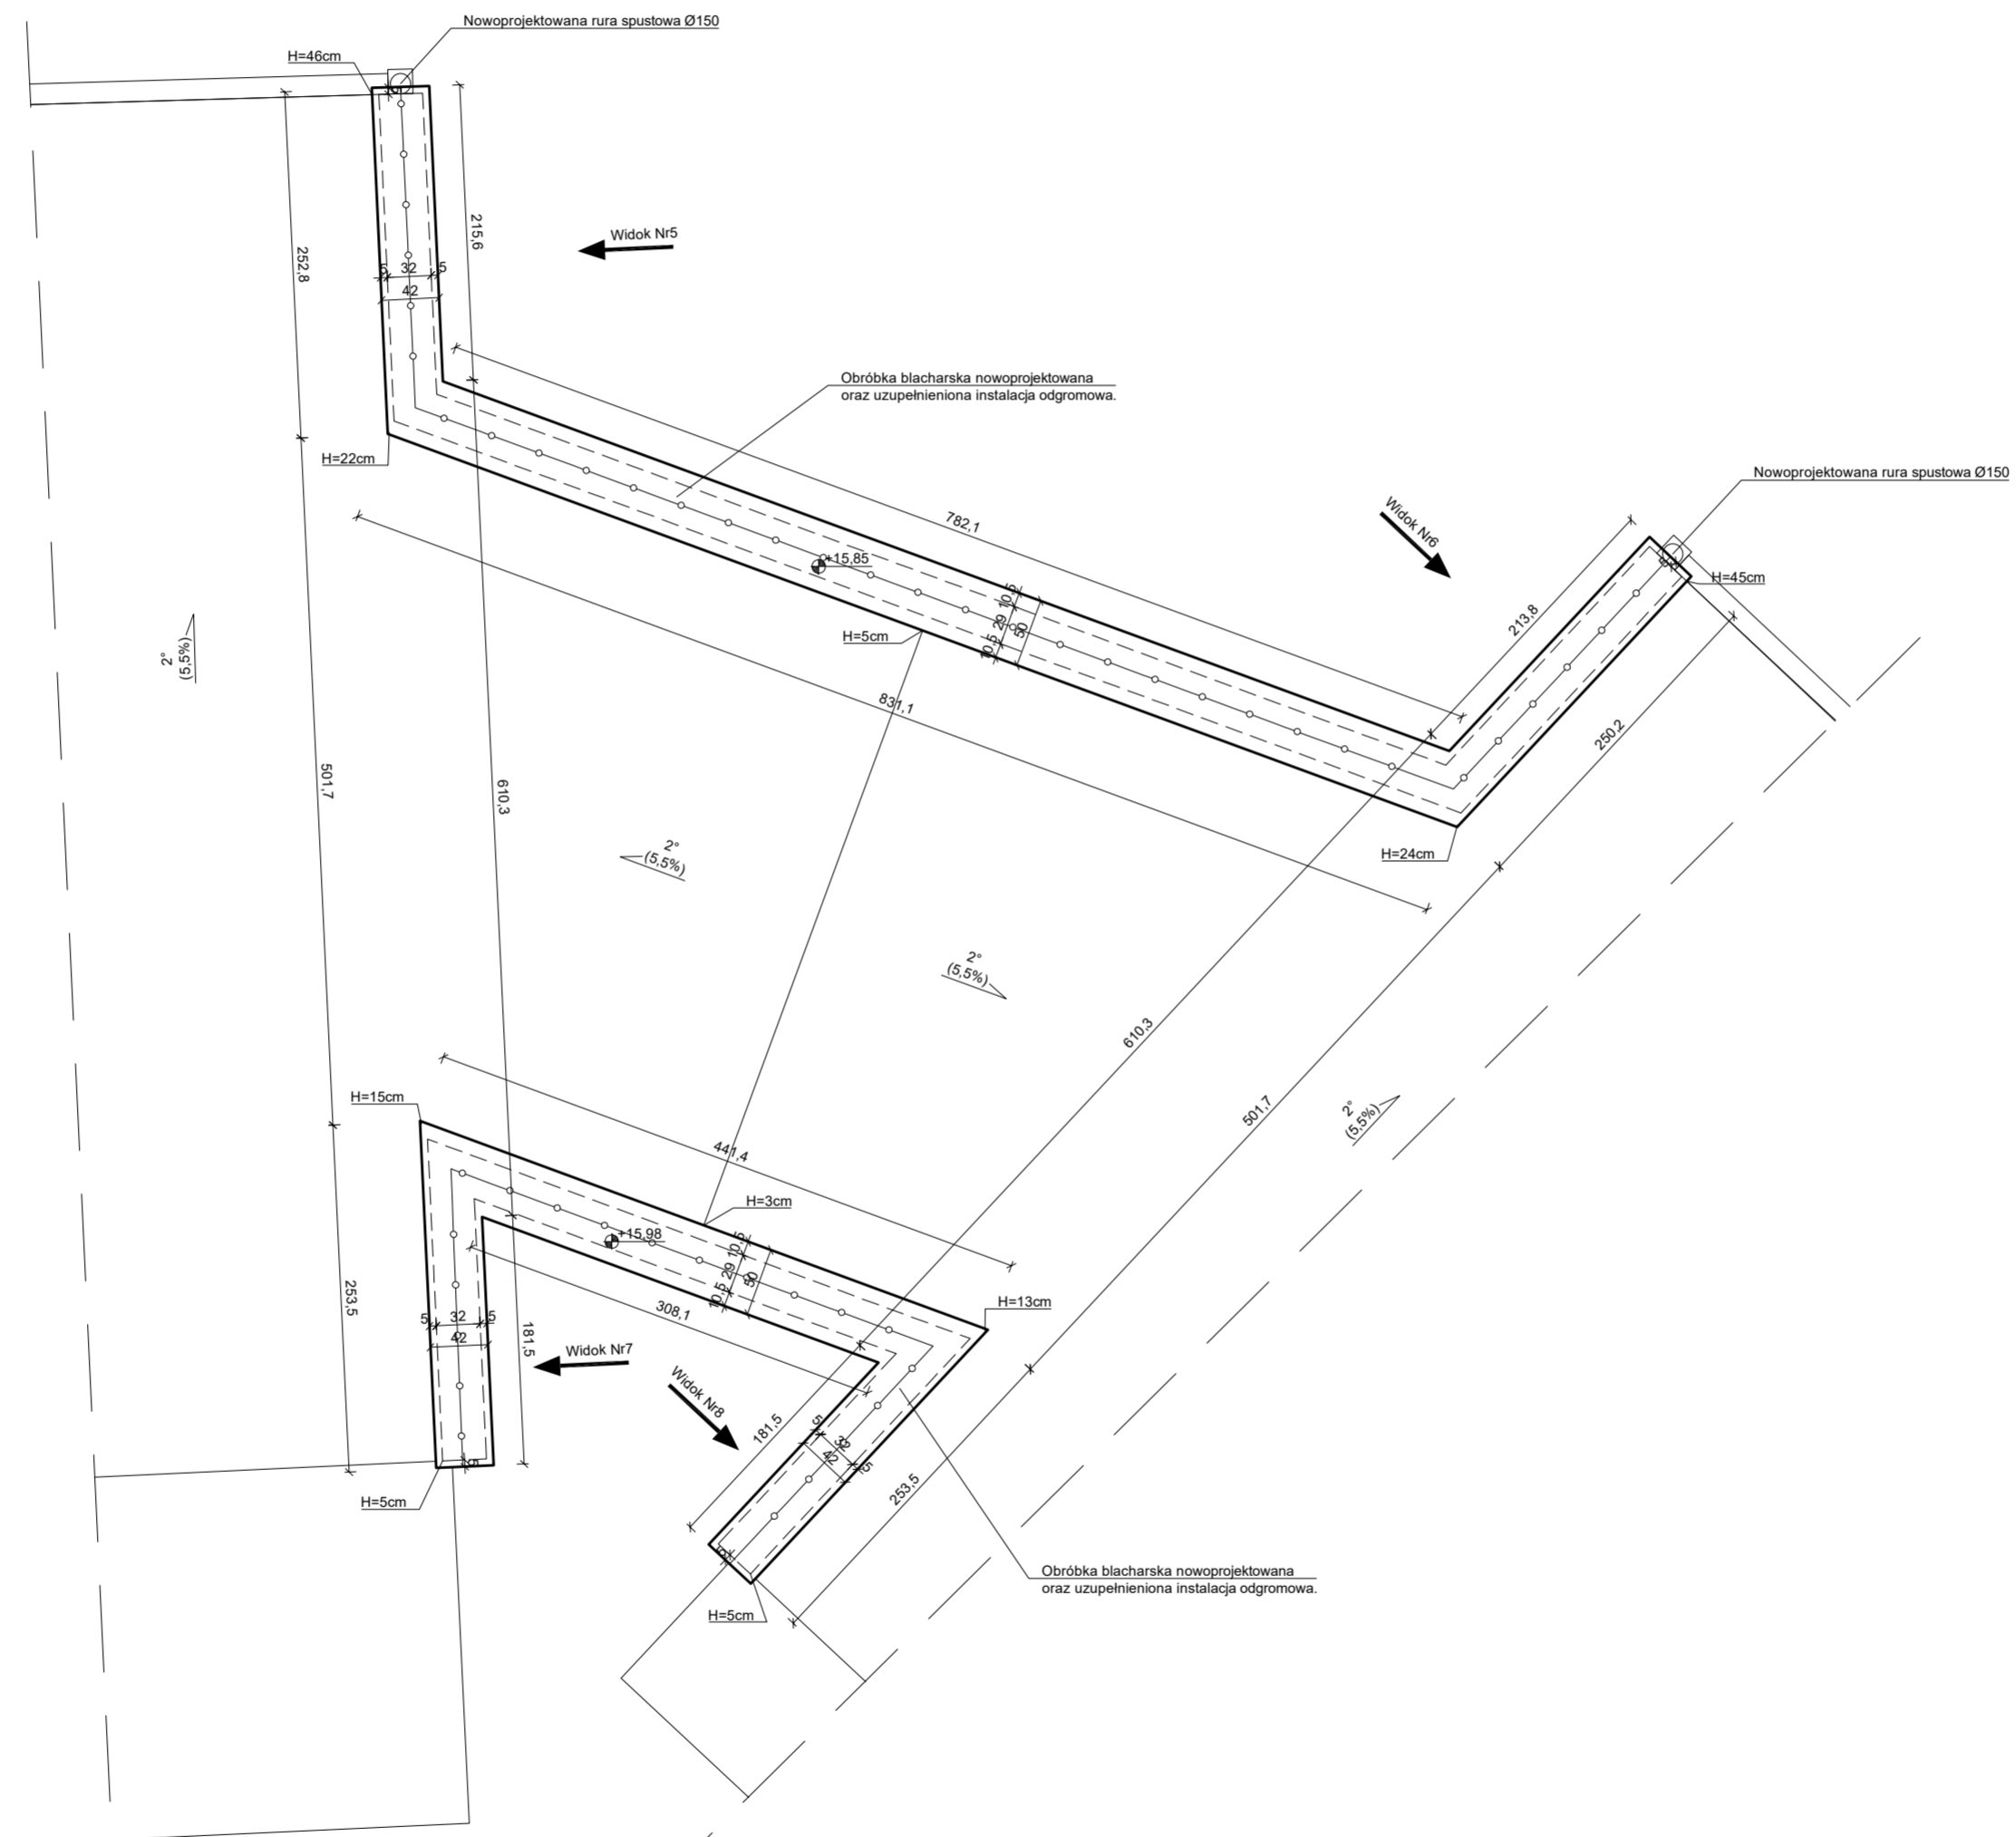 Nowoprojektowana rura spustowa Ø150
H=46cm
5
215,6
Widok Nr5
252,8
5
32
5
42
Obróbka blacharska nowoprojektowana
oraz uzupełnieniona instalacja odgromowa.
H=22cm
Nowoprojektowana rura spustowa Ø150
782,1
Widok Nr6
+15,85
5
H=45cm
10,5
29
50
10,5
H=5cm
213,8
2°
(5,5%)
831,1
250,2
501,7
610,3
2°
(5,5%)
H=24cm
2°
(5,5%)
610,3
H=15cm
501,7
2°
(5,5%)
441,4
H=3cm
+15,98
10,5
29
50
10,5
253,5
H=13cm
308,1
5
32
5
42
181,5
Widok Nr7
Widok Nr8
181,5
5
32
42
5
5
253,5
H=5cm
5
Obróbka blacharska nowoprojektowana
oraz uzupełnieniona instalacja odgromowa.
H=5cm